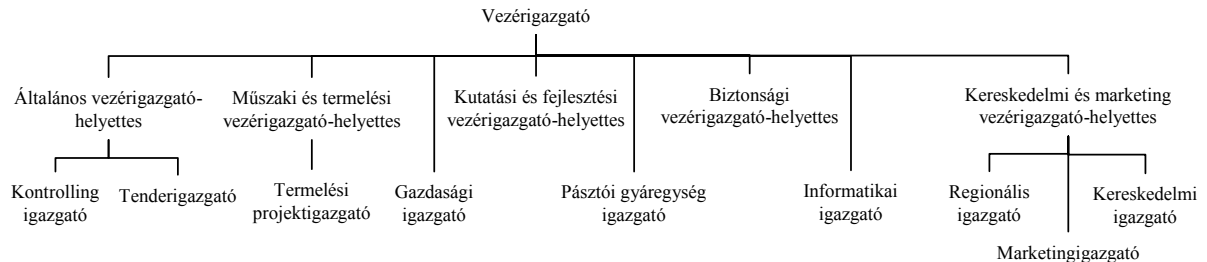 Vezérigazgató
Általános vezérigazgató-
helyettes
Műszaki és termelési
vezérigazgató-helyettes
Kutatási és fejlesztési
vezérigazgató-helyettes
Biztonsági
vezérigazgató-helyettes
Kereskedelmi és marketing
vezérigazgató-helyettes
Kontrolling
igazgató
Tenderigazgató
Termelési
projektigazgató
Gazdasági
igazgató
Pásztói gyáregység
igazgató
Informatikai
igazgató
Regionális
igazgató
Kereskedelmi
igazgató
Marketingigazgató